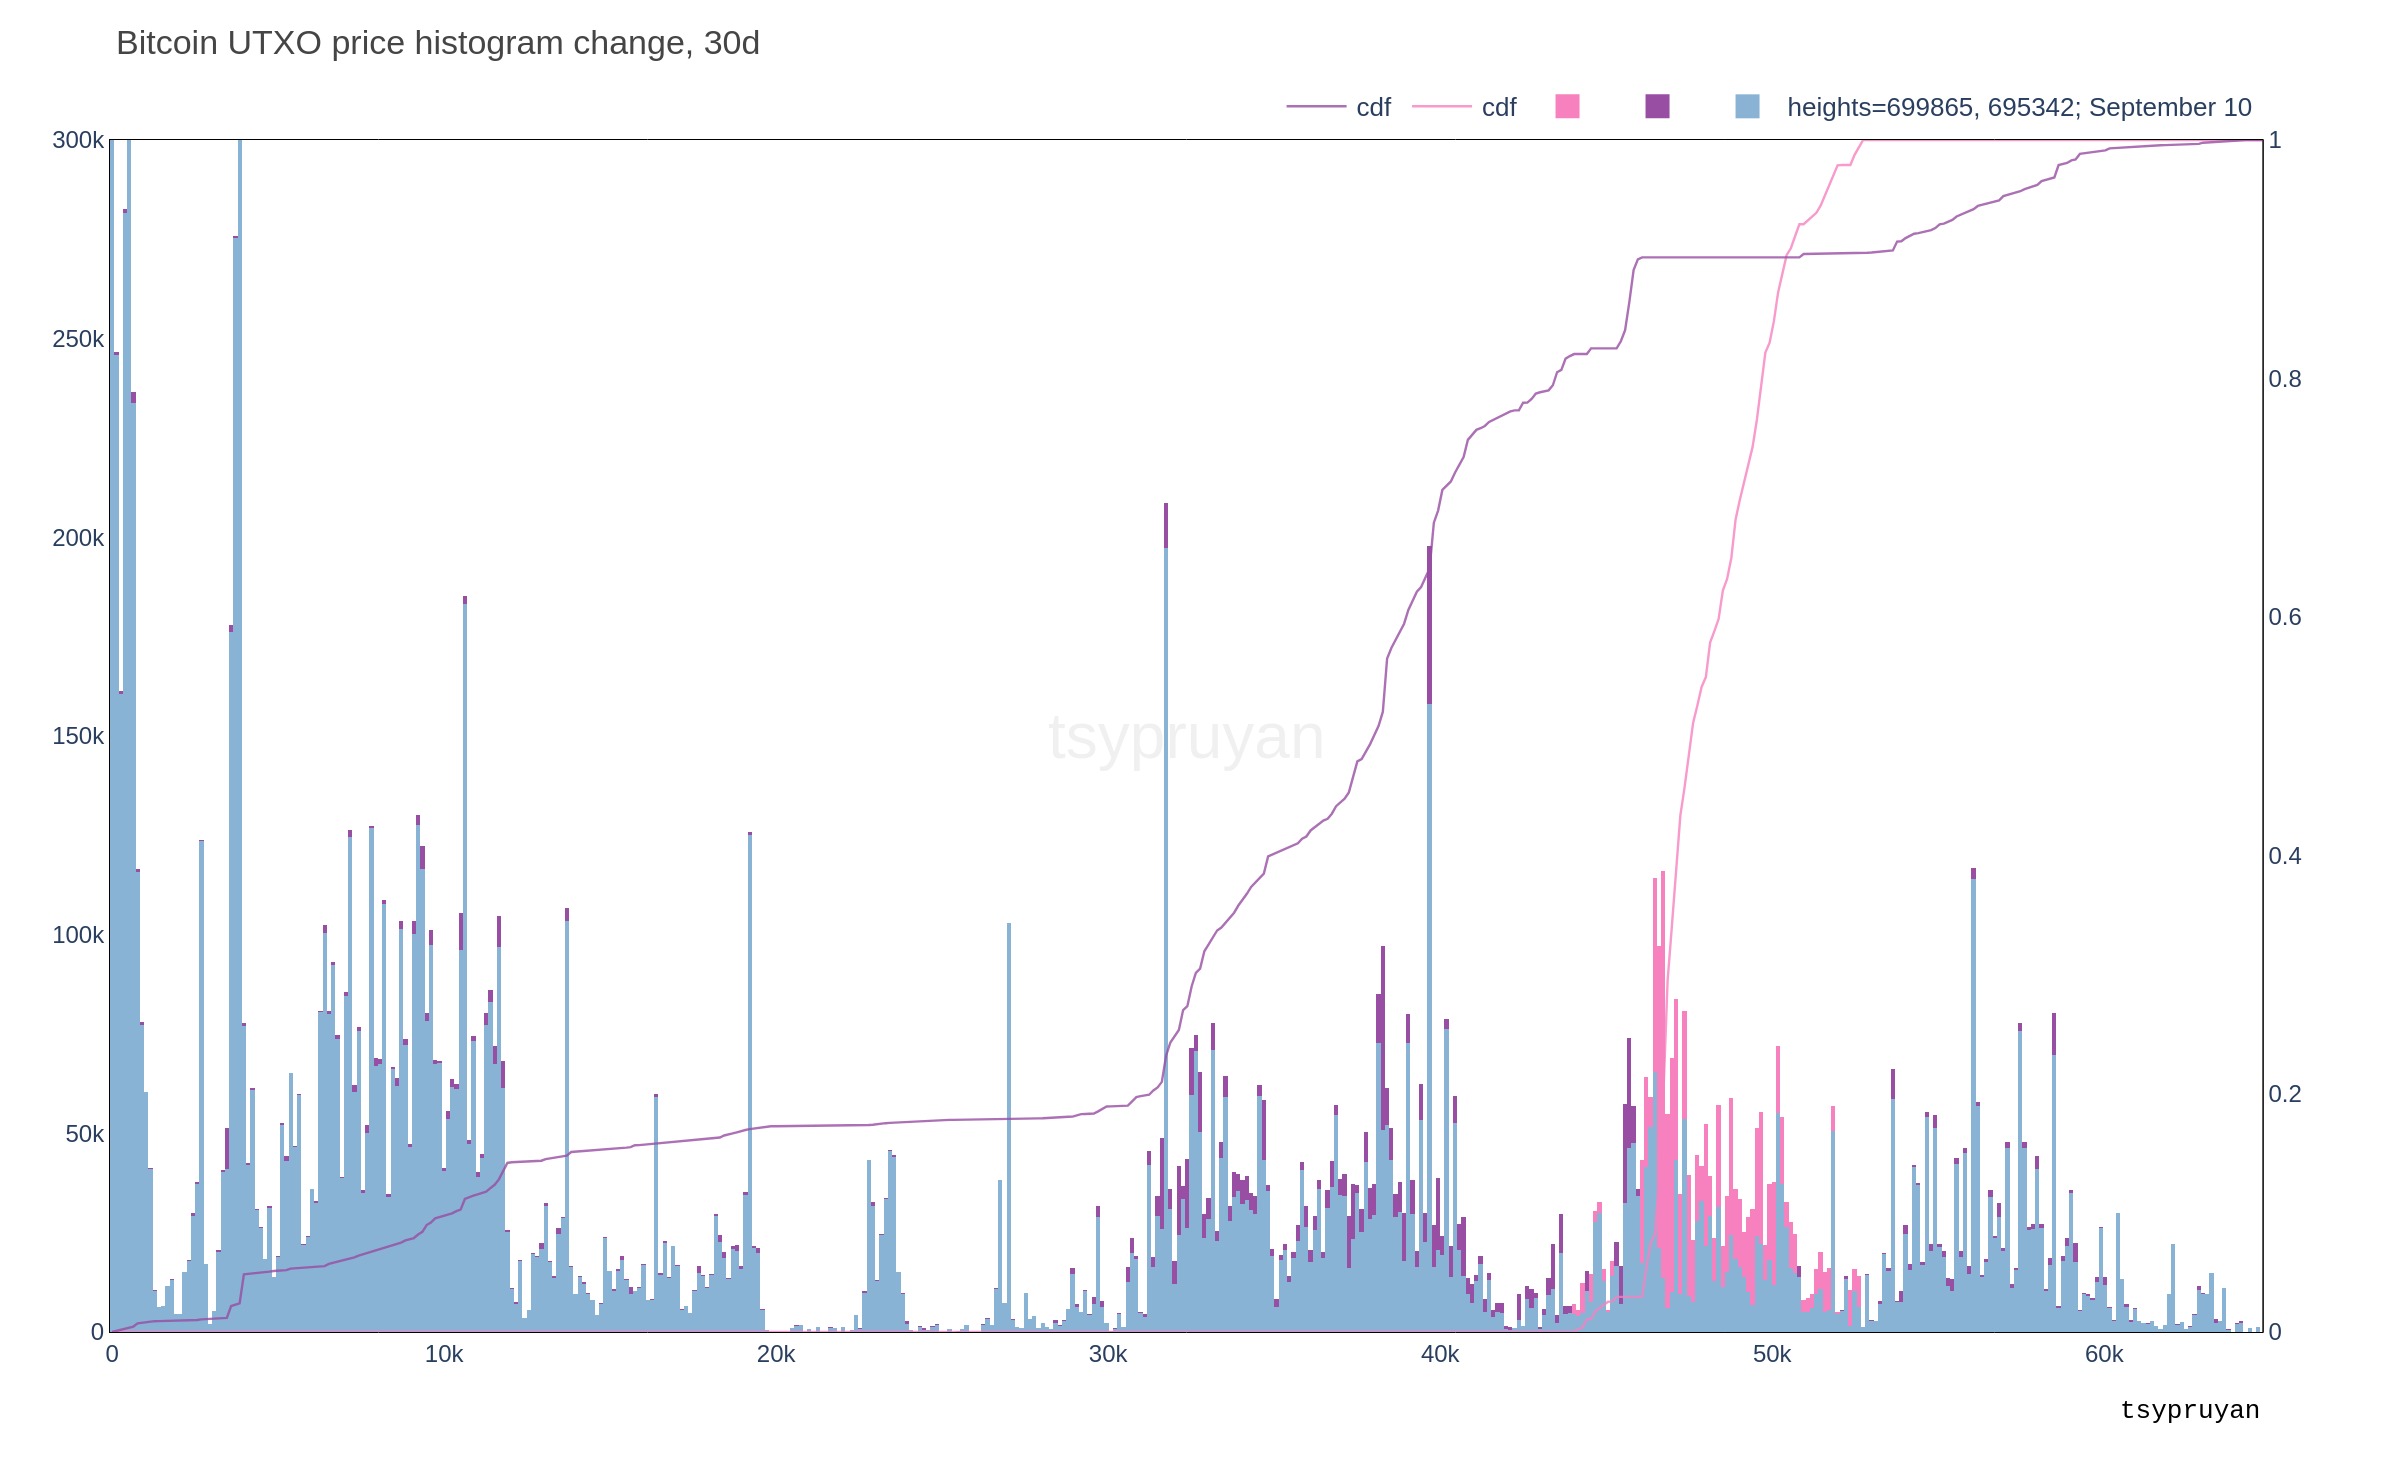 Bitcoin UTXO price histogram change, 30d
cdf cdf heights=699865, 695342; September 10
300k
250k
200k
150k
100k
50k
0
1
0.8
0.6
0.4
0.2
0
tsypruyan
0 10k 20k 30k 40k 50k 60k
tsypruyan